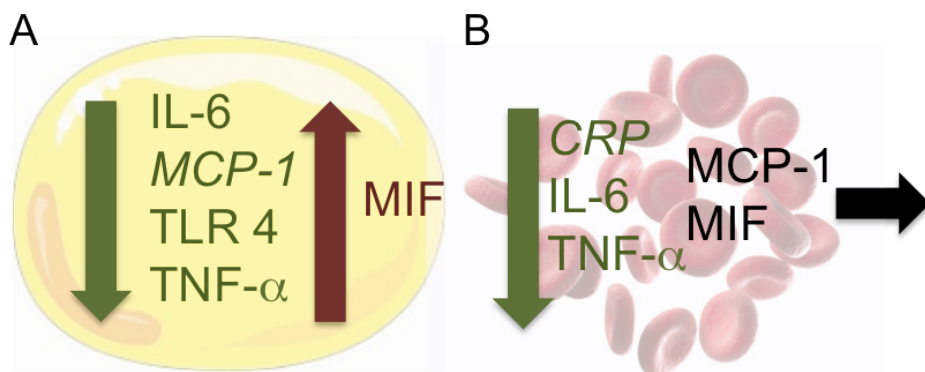 A
IL-6
MCP-1
TLR 4
TNF-α
MIF
B
CRP
IL-6
TNF-α
MCP-1
MIF